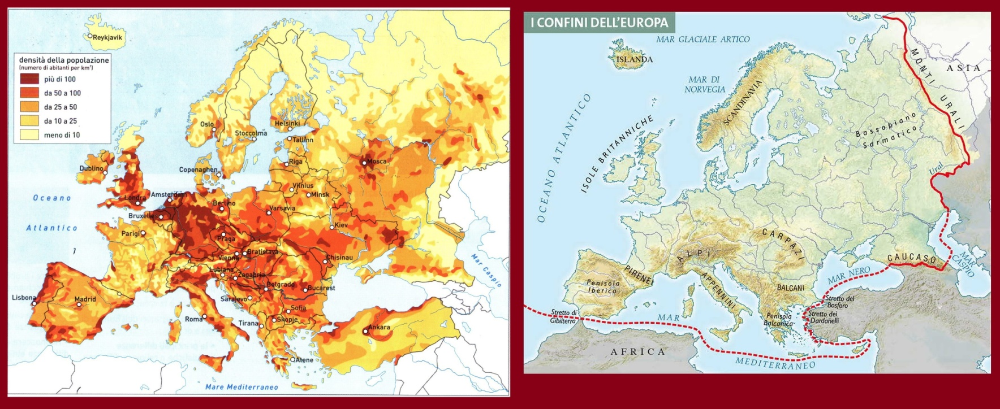 Reykjavik
densità della popolazione
(numero di abitanti per km²)
più di 100
da 50 a 100
da 25 a 50
da 10 a 25
meno di 10
Oslo
Helsinki
Stoccolma
Tallinn
Riga
Mosca
Dublino
Copenaghen
Vilnius
Minsk
Londra
Amsterdam
Berlino
Varsavia
Bruxelles
Kiev
Parigi
Praga
Oceano
Atlantico
Vienna
Bratislava
Chisinau
Lubiana
Zagabria
Mar Caspio
Belgrado
Bucarest
Lisbona
Madrid
Sarajevo
Sofia
Roma
Tirana
Skopje
Ankara
Atene
Mare Mediterraneo
I CONFINI DELL'EUROPA
MAR GLACIALE ARTICO
ISLANDA
MONTI URALI
ASIA
MAR DI
NORVEGIA
SCANDINAVIA
OCEANO ATLANTICO
ISOLE BRITANNICHE
Bassopiano
Sarmatico
Ural
CARPAZI
ALPI
CAUCASO
MAR
CASPIO
PIRENEI
MAR NERO
Penisola
Iberica
APPENNINI
BALCANI
Stretto del
Bosforo
Stretto di
Gibilterra
MAR
Penisola
Balcanica
Stretto dei
Dardanelli
AFRICA
MEDITERRANEO